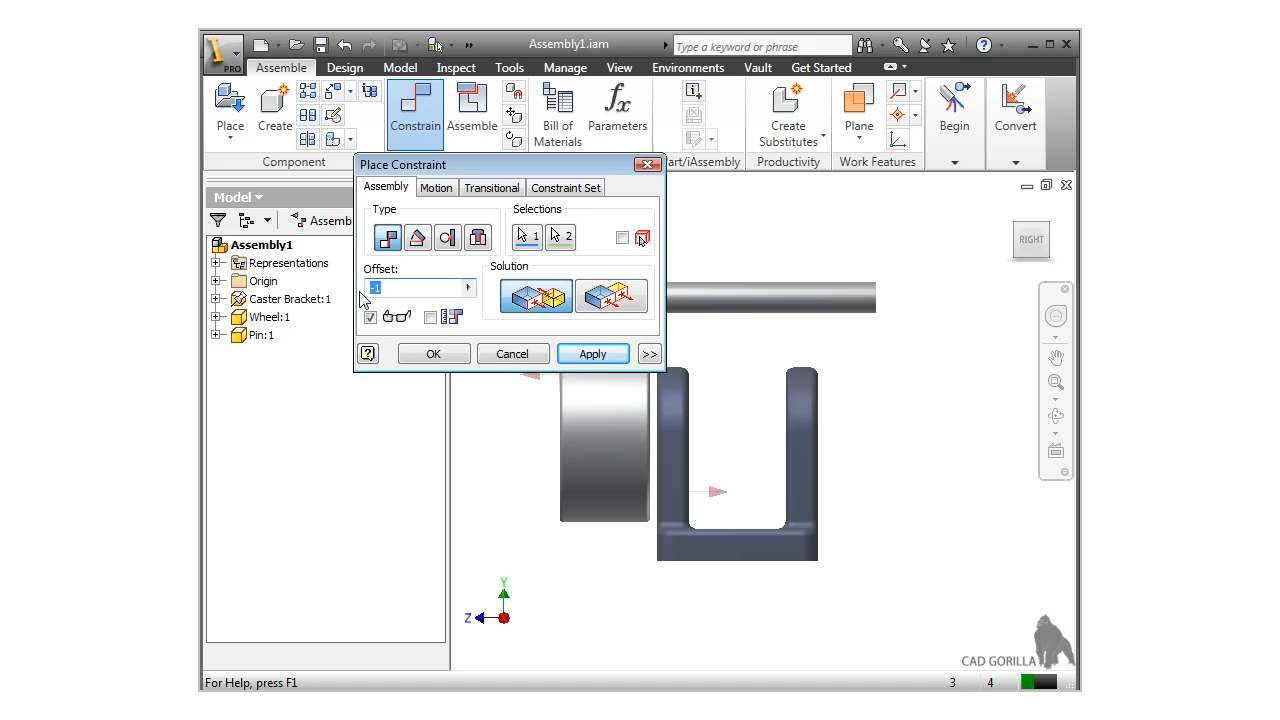 PRO
Assembly1.iam
Type a keyword or phrase
Assemble
Design
Model
Inspect
Tools
Manage
View
Environments
Vault
Get Started
Place
Create
Constrain
Assemble
Bill of
Materials
fx
Parameters
Create
Substitutes
Plane
Begin
Convert
Component
art/iAssembly
Productivity
Work Features
Place Constraint
Assembly
Motion
Transitional
Constraint Set
Type
Selections
1
2
Offset:
-1
Solution
OK
Cancel
Apply
>>
Model
Assemb
Assembly1
Representations
Origin
Caster Bracket:1
Wheel:1
Pin:1
RIGHT
Y
Z
CAD GORILLA
For Help, press F1
3
4